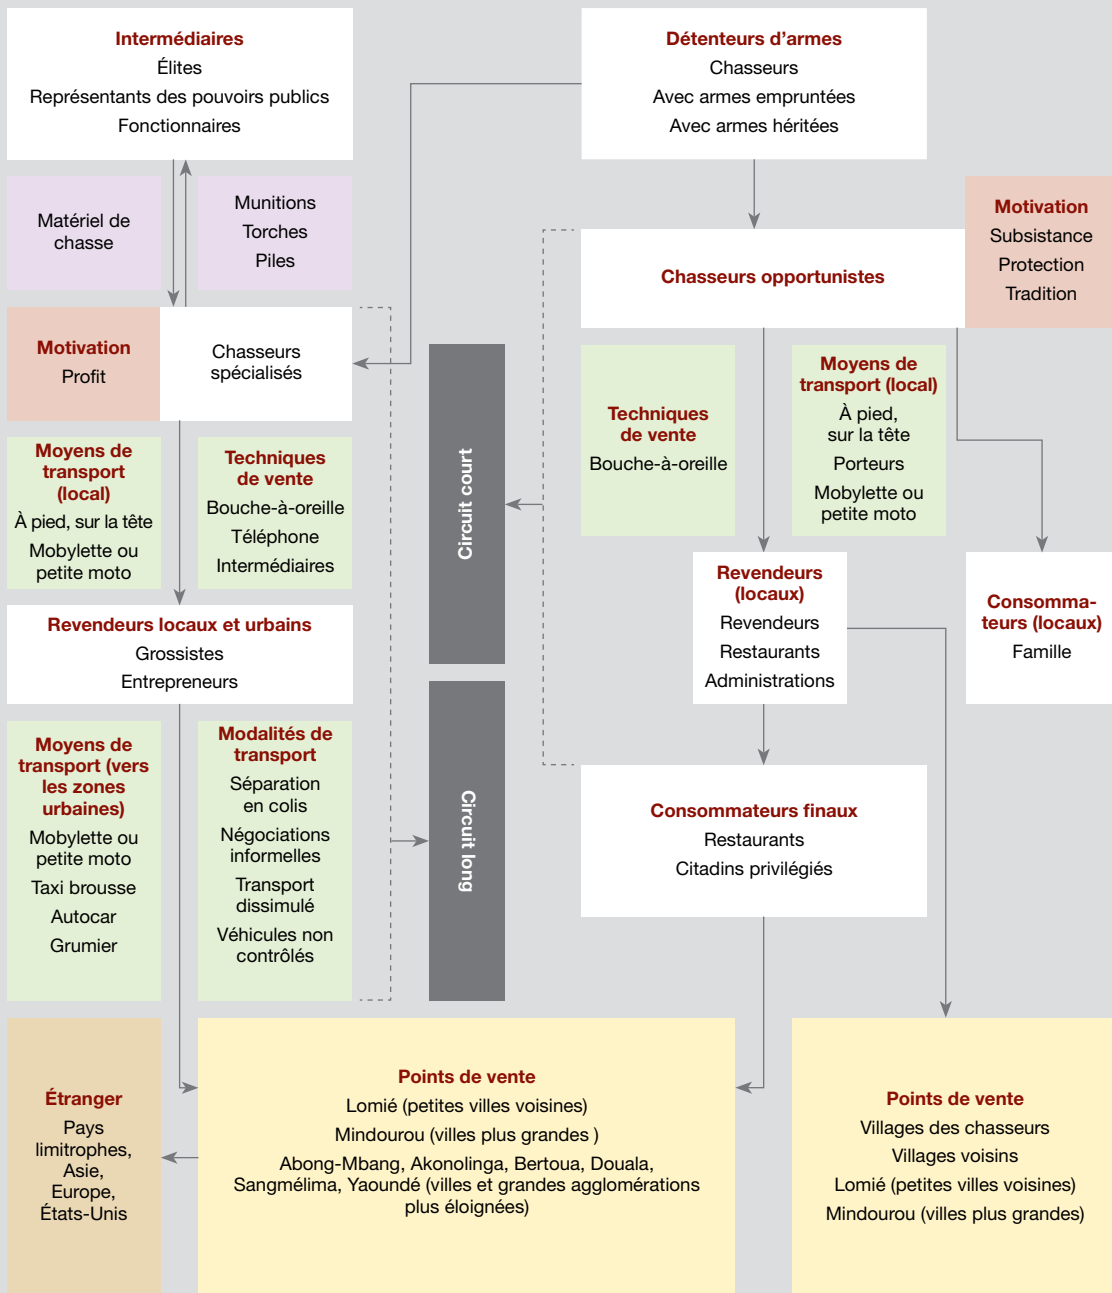 Intermédiaires
Élites
Représentants des pouvoirs publics
Fonctionnaires
Détenteurs d'armes
Chasseurs
Avec armes empruntées
Avec armes héritées
Matériel de
chasse
Munitions
Torches
Piles
Motivation
Subsistance
Protection
Tradition
Chasseurs opportunistes
Motivation
Profit
Chasseurs
spécialisés
Circuit court
Techniques
de vente
Bouche-à-oreille
Moyens de
transport (local)
À pied,
sur la tête
Porteurs
Mobylette ou
petite moto
Moyens de
transport
(local)
À pied, sur la tête
Mobylette ou
petite moto
Techniques
de vente
Bouche-à-oreille
Téléphone
Intermédiaires
Revendeurs
(locaux)
Revendeurs
Restaurants
Administrations
Consomma-
teurs (locaux)
Famille
Revendeurs locaux et urbains
Grossistes
Entrepreneurs
Moyens de
transport (vers
les zones
urbaines)
Mobylette ou
petite moto
Taxi brousse
Autocar
Grumier
Modalités de
transport
Séparation
en colis
Négociations
informelles
Transport
dissimulé
Véhicules non
contrôlés
Circuit long
Consommateurs finaux
Restaurants
Citadins privilégiés
Étranger
Pays
limitrophes,
Asie,
Europe,
États-Unis
Points de vente
Lomié (petites villes voisines)
Mindourou (villes plus grandes )
Abong-Mbang, Akonolinga, Bertoua, Douala,
Sangmélima, Yaoundé (villes et grandes agglomérations
plus éloignées)
Points de vente
Villages des chasseurs
Villages voisins
Lomié (petites villes voisines)
Mindourou (villes plus grandes)